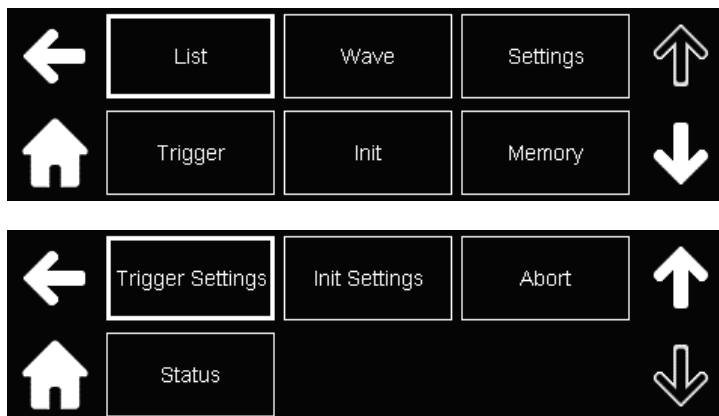 List Wave Settings
Trigger Init Memory
Trigger Settings Init Settings Abort
Status